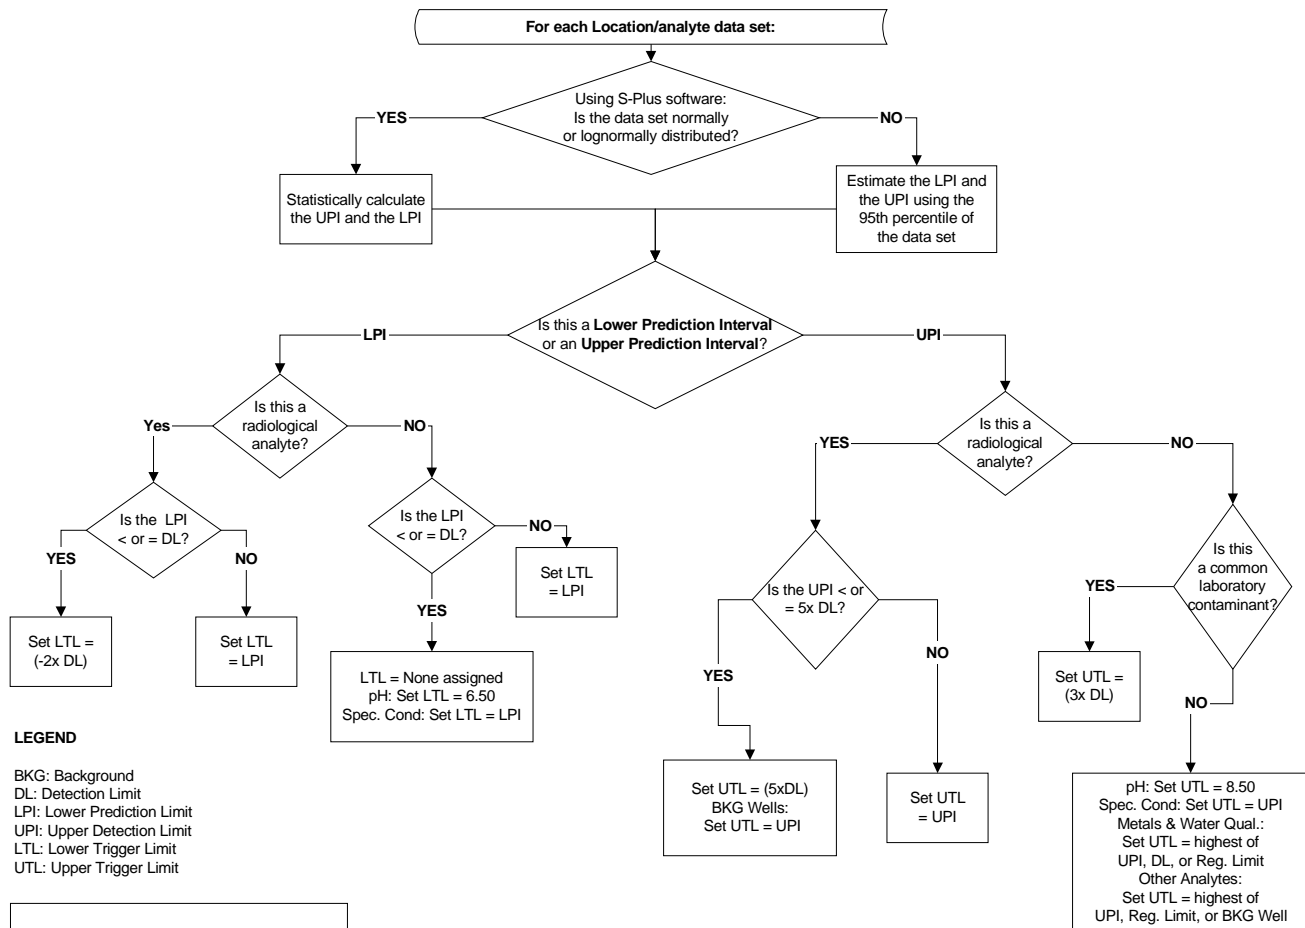 For each Location/analyte data set:
Using S-Plus software:
Is the data set normally
or lognormally distributed?
YES
NO
Statistically calculate
the UPI and the LPI
Estimate the LPI and
the UPI using the
95th percentile of
the data set
Is this a Lower Prediction Interval
or an Upper Prediction Interval?
LPI
UPI
Is this a
radiological
analyte?
Yes
NO
Is the LPI
< or = DL?
YES
NO
Set LTL =
(-2x DL)
Set LTL
= LPI
Is the LPI
< or = DL?
NO
YES
Set LTL
= LPI
LTL = None assigned
pH: Set LTL = 6.50
Spec. Cond: Set LTL = LPI
Is this a
radiological
analyte?
YES
NO
Is the UPI < or
= 5x DL?
YES
NO
Set UTL = (5xDL)
BKG Wells:
Set UTL = UPI
Set UTL
= UPI
Is this
a common
laboratory
contaminant?
YES
NO
Set UTL =
(3x DL)
pH: Set UTL = 8.50
Spec. Cond: Set UTL = UPI
Metals & Water Qual.:
Set UTL = highest of
UPI, DL, or Reg. Limit
Other Analytes:
Set UTL = highest of
UPI, Reg. Limit, or BKG Well
LEGEND
BKG: Background
DL: Detection Limit
LPI: Lower Prediction Limit
UPI: Upper Detection Limit
LTL: Lower Trigger Limit
UTL: Upper Trigger Limit